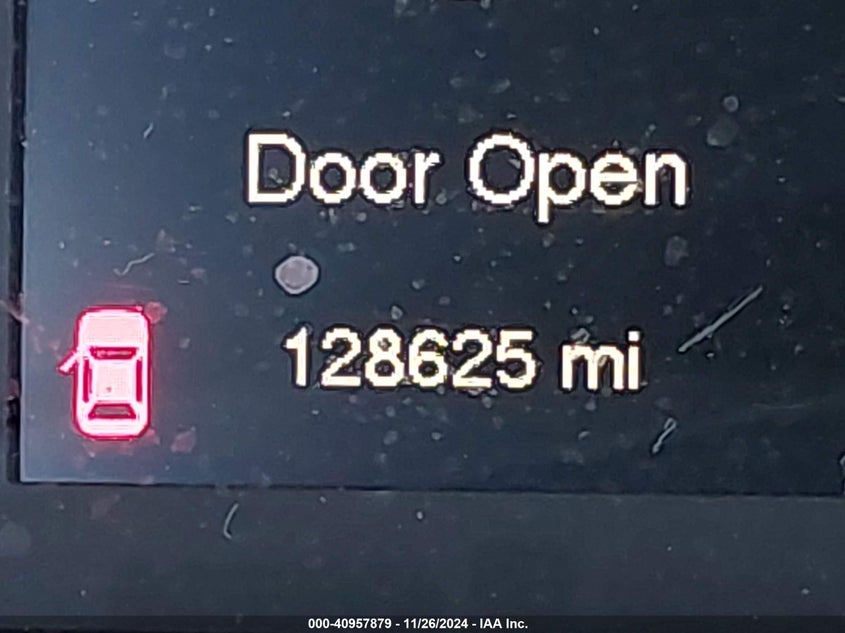 Door Open
128625 mi
000-40957879 - 11/26/2024 - IAA Inc.